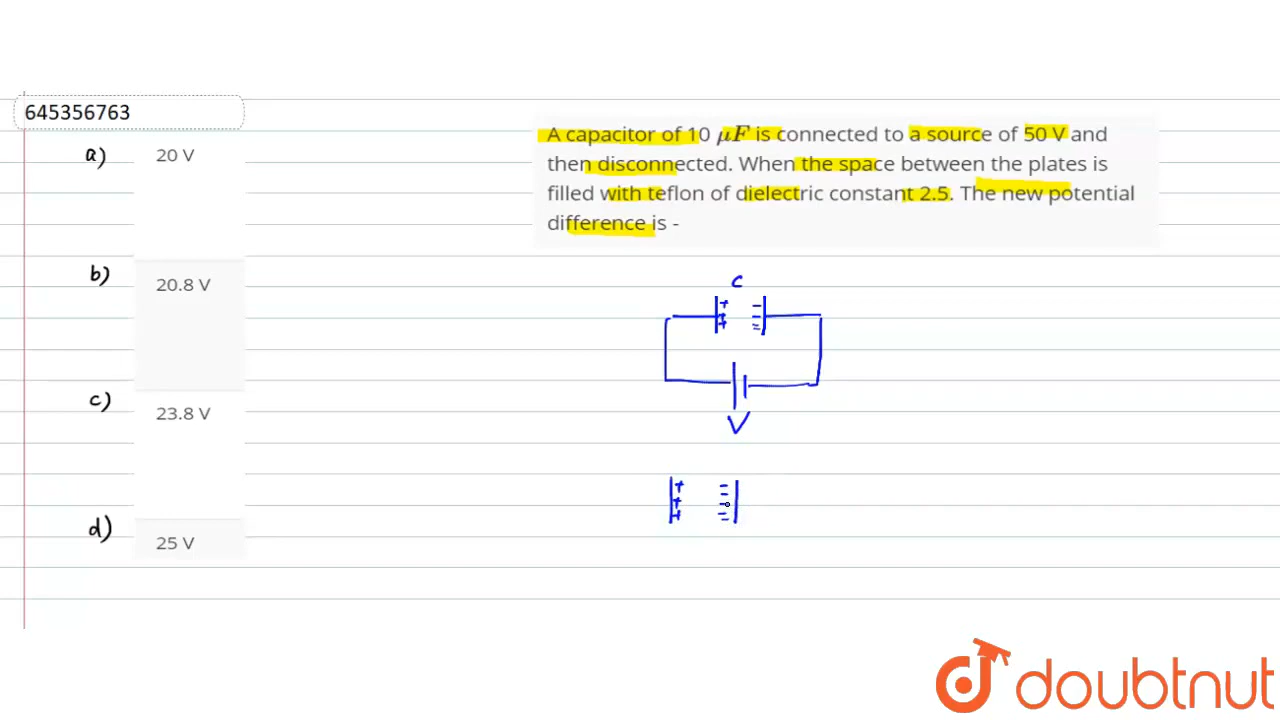 645356763
a) 20 V
b) 20.8 V
c) 23.8 V
d) 25 V
A capacitor of 10 μF is connected to a source of 50 V and
then disconnected. When the space between the plates is
filled with teflon of dielectric constant 2.5. The new potential
difference is -
C
+ -
+ -
+ -
V
+ -
+ -
+ -
doubtnut